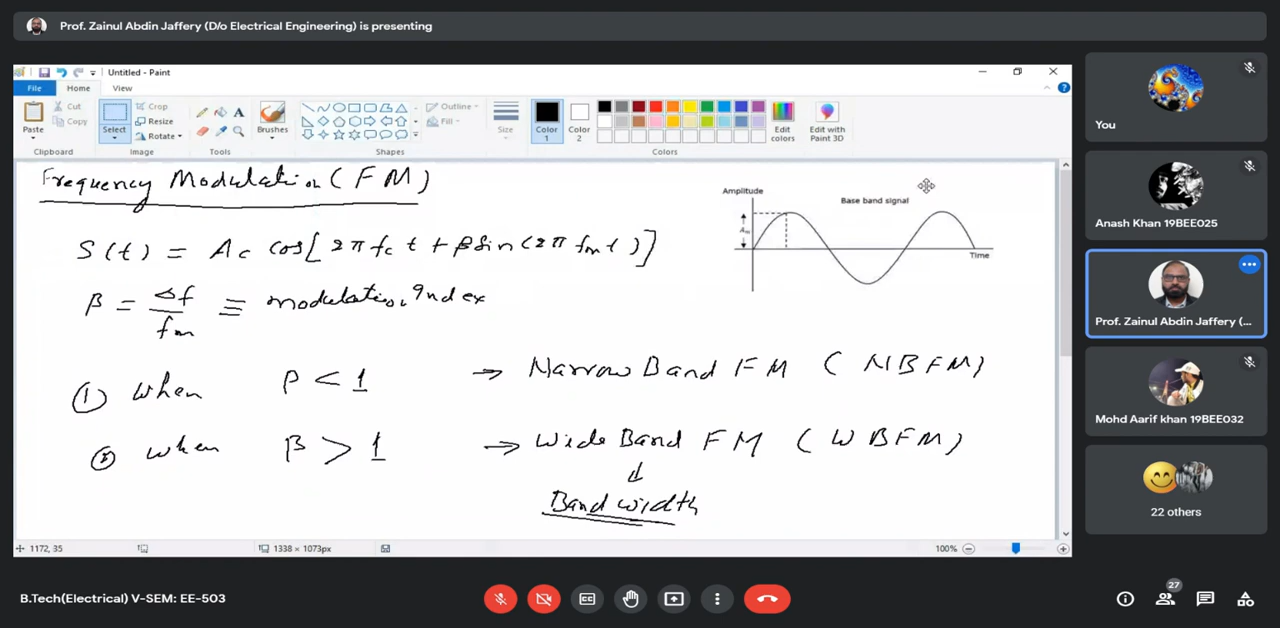 Prof. Zainul Abdin Jaffery (D/o Electrical Engineering) is presenting
Untitled - Paint
File Home View
Paste
Cut
Copy
Clipboard
Select
Crop
Resize
Rotate
Image
A
Tools
Brushes
Shapes
Outline
Fill
Size
Color 1
Color 2
Edit colors
Edit with Paint 3D
Colors
Frequency Modulation (FM)
S(t) = Ac cos[2πfc t + β sin(2π fm t)]
β = Δf / fm ≡ modulation Index
① when β < 1 → Narrow Band FM (NBFM)
② when β > 1 → Wide Band FM (WBFM)
↓
Band width
Amplitude
Base band signal
Am
Time
1172, 35
1338 × 1073px
100%
You
Anash Khan 19BEE025
Prof. Zainul Abdin Jaffery (...
Mohd Aarif khan 19BEE032
22 others
B.Tech(Electrical) V-SEM: EE-503
CC
27